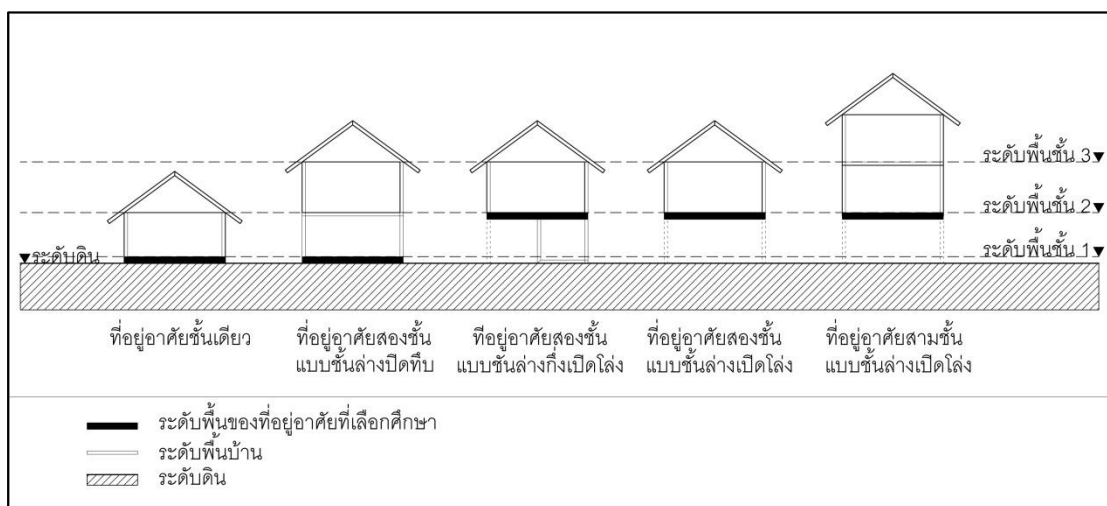 ระดับพื้นชั้น 3
ระดับพื้นชั้น 2
ระดับพื้นชั้น 1
ระดับดิน
ที่อยู่อาศัยชั้นเดียว
ที่อยู่อาศัยสองชั้น
แบบชั้นล่างปิดทึบ
ที่อยู่อาศัยสองชั้น
แบบชั้นล่างกึ่งเปิดโล่ง
ที่อยู่อาศัยสองชั้น
แบบชั้นล่างเปิดโล่ง
ที่อยู่อาศัยสามชั้น
แบบชั้นล่างเปิดโล่ง
ระดับพื้นของที่อยู่อาศัยที่เลือกศึกษา
ระดับพื้นบ้าน
ระดับดิน